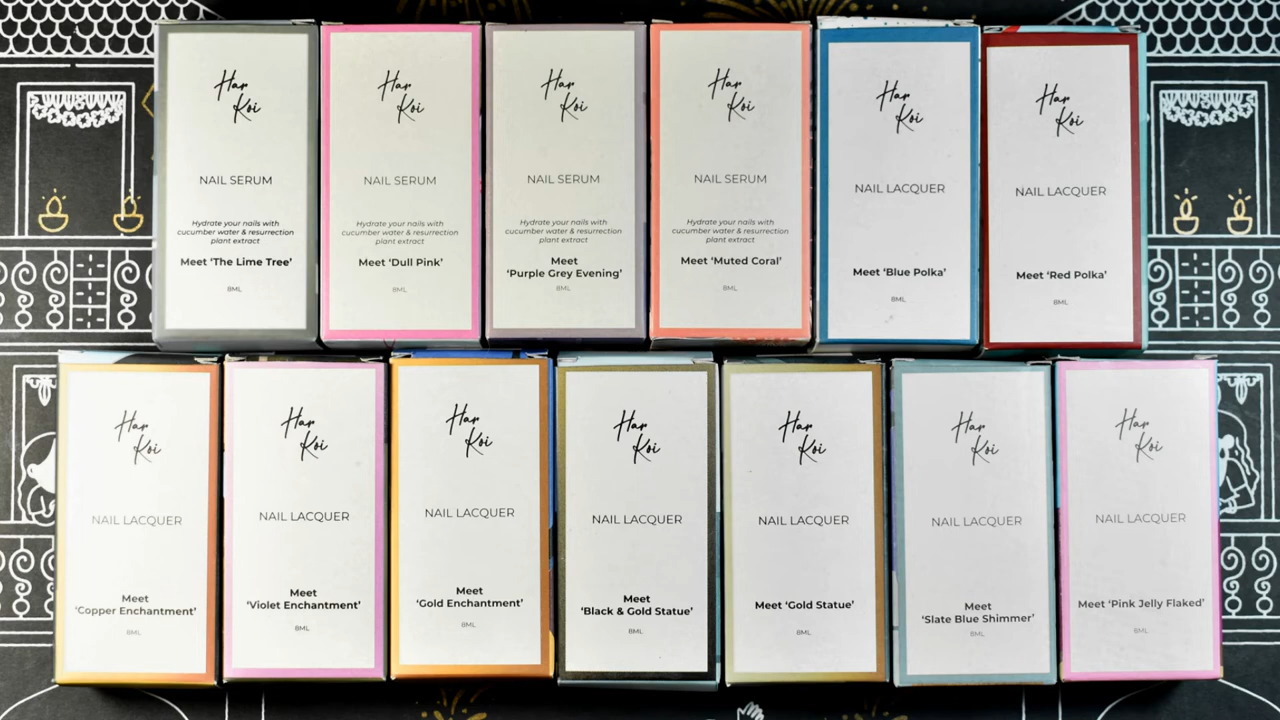 Har
Koi
NAIL SERUM
Hydrate your nails with
cucumber water & resurrection
plant extract
Meet ‘The Lime Tree’
8ML
Har
Koi
NAIL SERUM
Hydrate your nails with
cucumber water & resurrection
plant extract
Meet ‘Dull Pink’
8ML
Har
Koi
NAIL SERUM
Hydrate your nails with
cucumber water & resurrection
plant extract
Meet
‘Purple Grey Evening’
8ML
Har
Koi
NAIL SERUM
Hydrate your nails with
cucumber water & resurrection
plant extract
Meet ‘Muted Coral’
8ML
Har
Koi
NAIL LACQUER
Meet ‘Blue Polka’
8ML
Har
Koi
NAIL LACQUER
Meet ‘Red Polka’
8ML
Har
Koi
NAIL LACQUER
Meet
‘Copper Enchantment’
8ML
Har
Koi
NAIL LACQUER
Meet
‘Violet Enchantment’
8ML
Har
Koi
NAIL LACQUER
Meet
‘Gold Enchantment’
8ML
Har
Koi
NAIL LACQUER
Meet
‘Black & Gold Statue’
8ML
Har
Koi
NAIL LACQUER
Meet ‘Gold Statue’
8ML
Har
Koi
NAIL LACQUER
Meet
‘Slate Blue Shimmer’
8ML
Har
Koi
NAIL LACQUER
Meet ‘Pink Jelly Flaked’
8ML